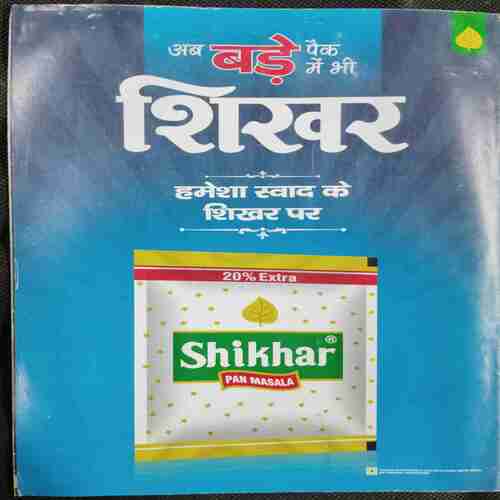 अब बड़े पैक
में भी
शिखर
हमेशा स्वाद के
शिखर पर
20% Extra
Shikhar®
PAN MASALA